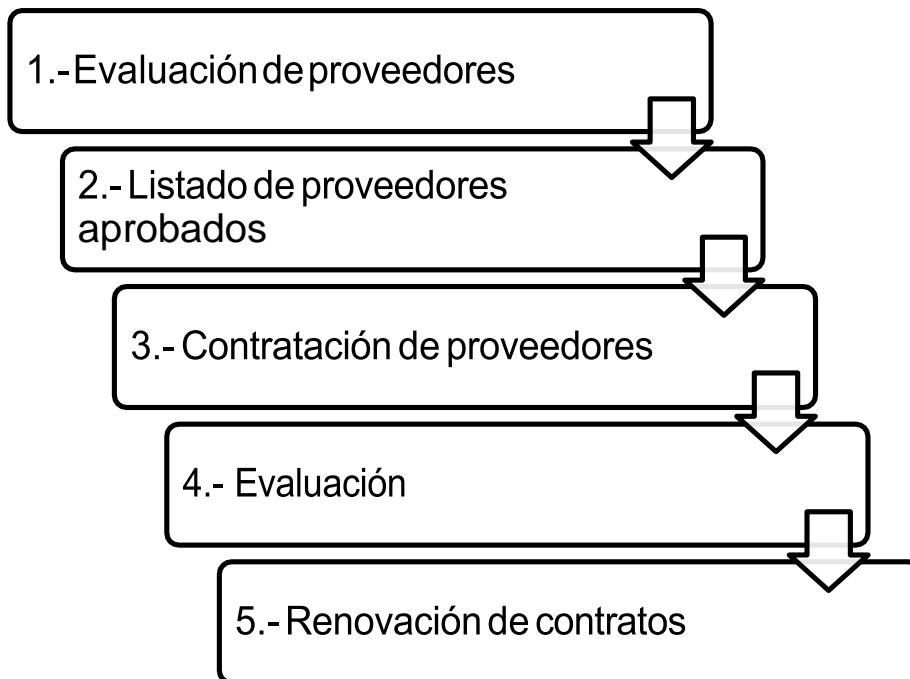 1.-Evaluación de proveedores
2.- Listado de proveedores
aprobados
3.- Contratación de proveedores
4.- Evaluación
5.- Renovación de contratos